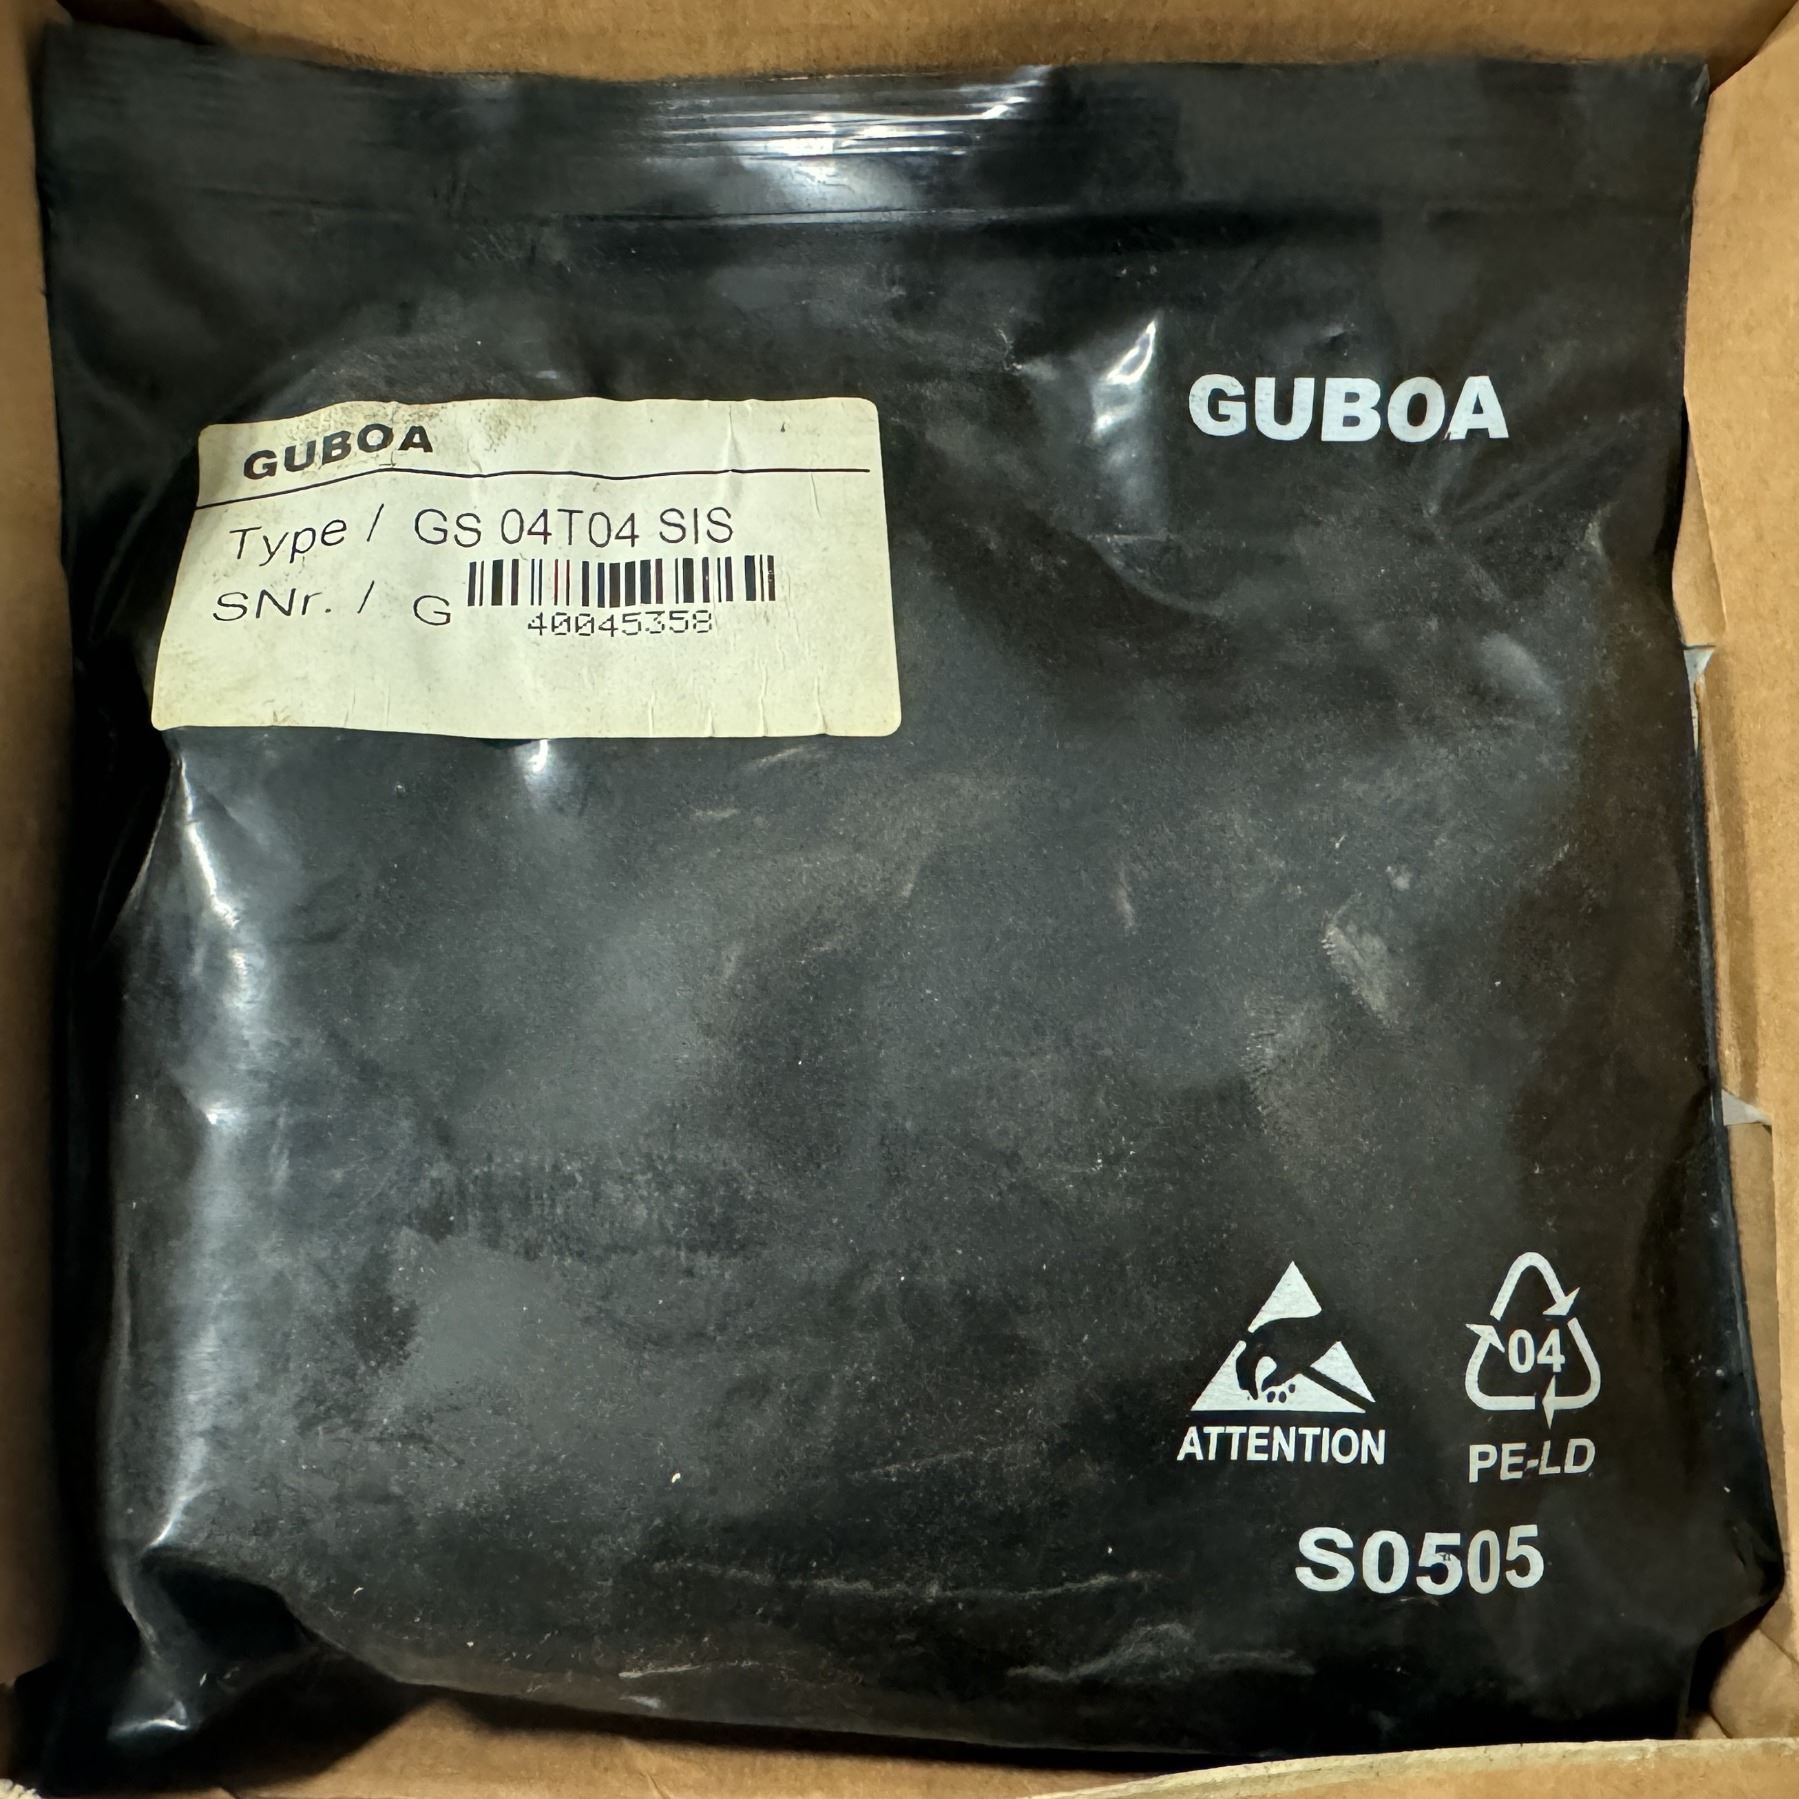 GUBOA
GUBOA
Type / GS 04T04 SIS
SNr. / G
40045358
04
ATTENTION
PE-LD
S0505